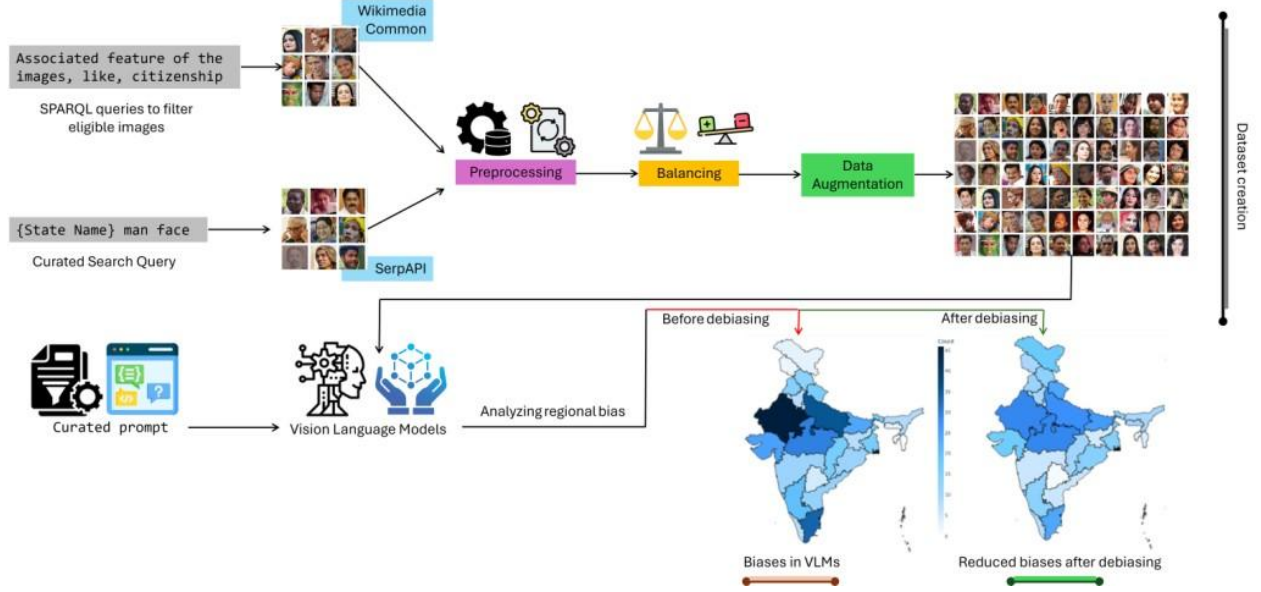 Wikimedia
Common
Associated feature of the
images, like, citizenship
SPARQL queries to filter
eligible images
Preprocessing
Balancing
Data
Augmentation
Dataset creation
{State Name} man face
Curated Search Query
SerpAPI
Before debiasing
After debiasing
Curated prompt
Vision Language Models
Analyzing regional bias
Count
Biases in VLMs
Reduced biases after debiasing